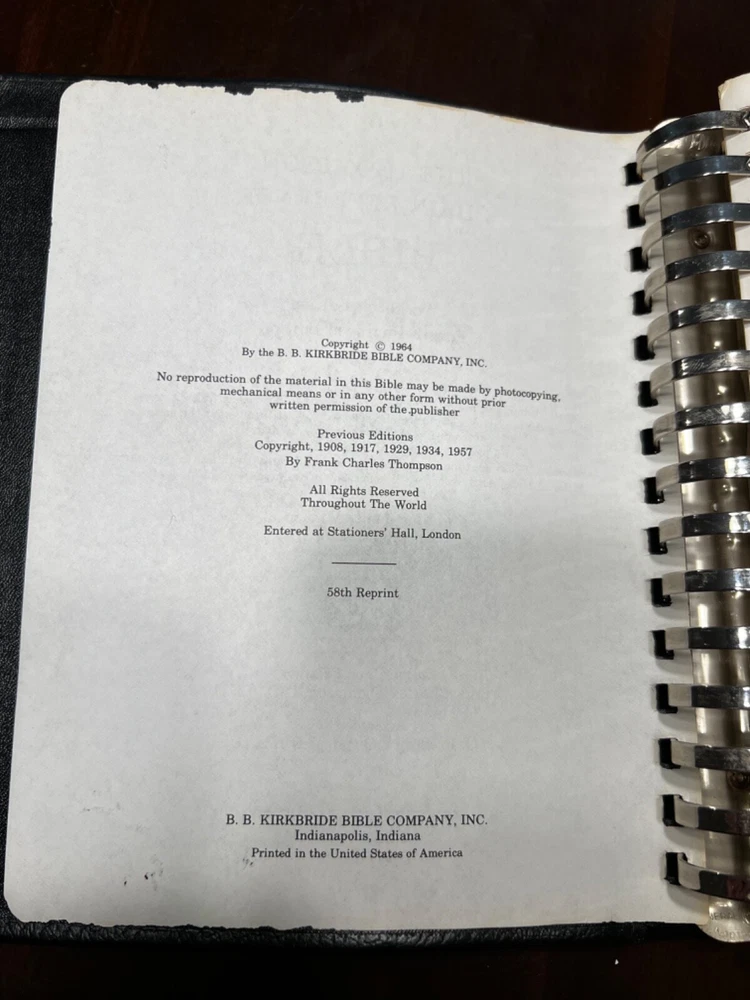 Copyright © 1964
By the B. B. KIRKBRIDE BIBLE COMPANY, INC.
No reproduction of the material in this Bible may be made by photocopying,
mechanical means or in any other form without prior
written permission of the publisher
Previous Editions
Copyright, 1908, 1917, 1929, 1934, 1957
By Frank Charles Thompson
All Rights Reserved
Throughout The World
Entered at Stationers' Hall, London
58th Reprint
B. B. KIRKBRIDE BIBLE COMPANY, INC.
Indianapolis, Indiana
Printed in the United States of America